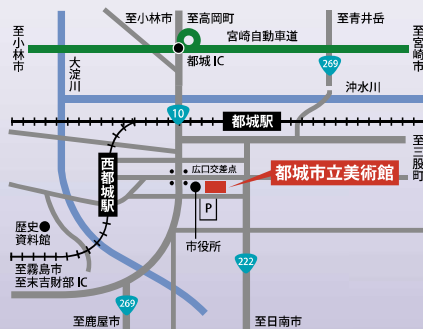 至小林市
至高岡町
至青井岳
宮崎自動車道
至小林市
都城IC
269
至宮崎市
大淀川
沖水川
10
都城駅
至三股町
広口交差点
都城市立美術館
西都城駅
P
市役所
歴史
資料館
222
至霧島市
至末吉財部IC
269
至鹿屋市
至日南市